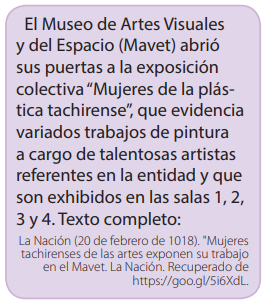 El Museo de Artes Visuales
y del Espacio (Mavet) abrió
sus puertas a la exposición
colectiva “Mujeres de la plás-
tica tachirense”, que evidencia
variados trabajos de pintura
a cargo de talentosas artistas
referentes en la entidad y que
son exhibidos en las salas 1, 2,
3 y 4. Texto completo:
La Nación (20 de febrero de 1018). "Mujeres
tachirenses de las artes exponen su trabajo
en el Mavet. La Nación. Recuperado de
https://goo.gl/5i6XdL.